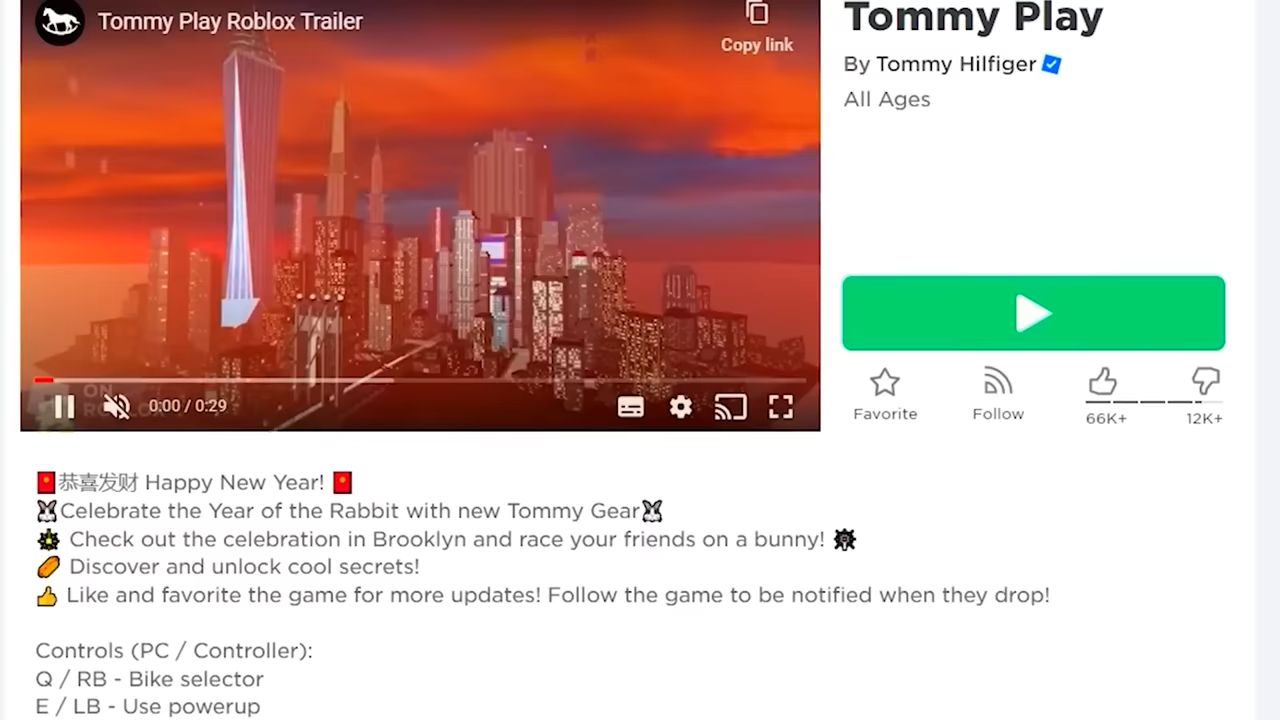 Tommy Play Roblox Trailer
Copy link
ON
0:00 / 0:29
Tommy Play
By Tommy Hilfiger
All Ages
Favorite
Follow
66K+
12K+
恭喜发财 Happy New Year!
Celebrate the Year of the Rabbit with new Tommy Gear
Check out the celebration in Brooklyn and race your friends on a bunny!
Discover and unlock cool secrets!
Like and favorite the game for more updates! Follow the game to be notified when they drop!
Controls (PC / Controller):
Q / RB - Bike selector
E / LB - Use powerup